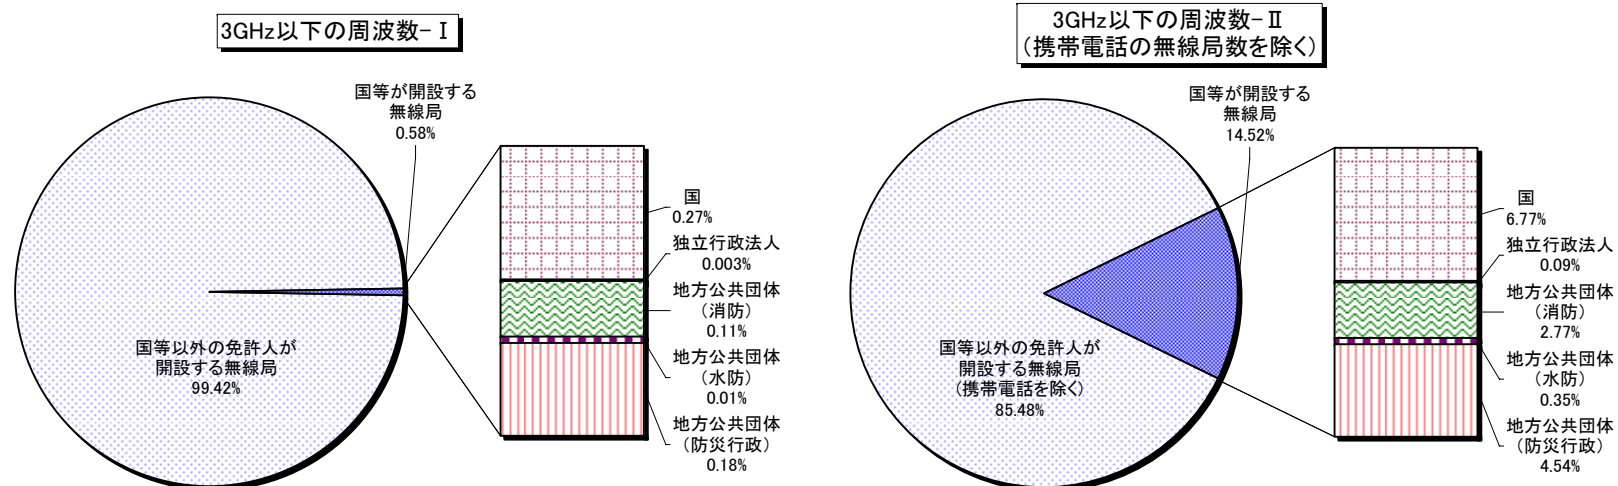 3GHz以下の周波数-Ⅰ
国等が開設する
無線局
0.58%
国
0.27%
独立行政法人
0.003%
地方公共団体
（消防）
0.11%
地方公共団体
（水防）
0.01%
地方公共団体
（防災行政）
0.18%
国等以外の免許人が
開設する無線局
99.42%
3GHz以下の周波数-Ⅱ
（携帯電話の無線局数を除く）
国等が開設する
無線局
14.52%
国
6.77%
独立行政法人
0.09%
地方公共団体
（消防）
2.77%
地方公共団体
（水防）
0.35%
地方公共団体
（防災行政）
4.54%
国等以外の免許人が
開設する無線局
（携帯電話を除く）
85.48%